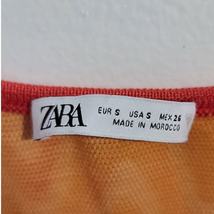 ZARA
EUR S USA S MEX 26
MADE IN MOROCCO